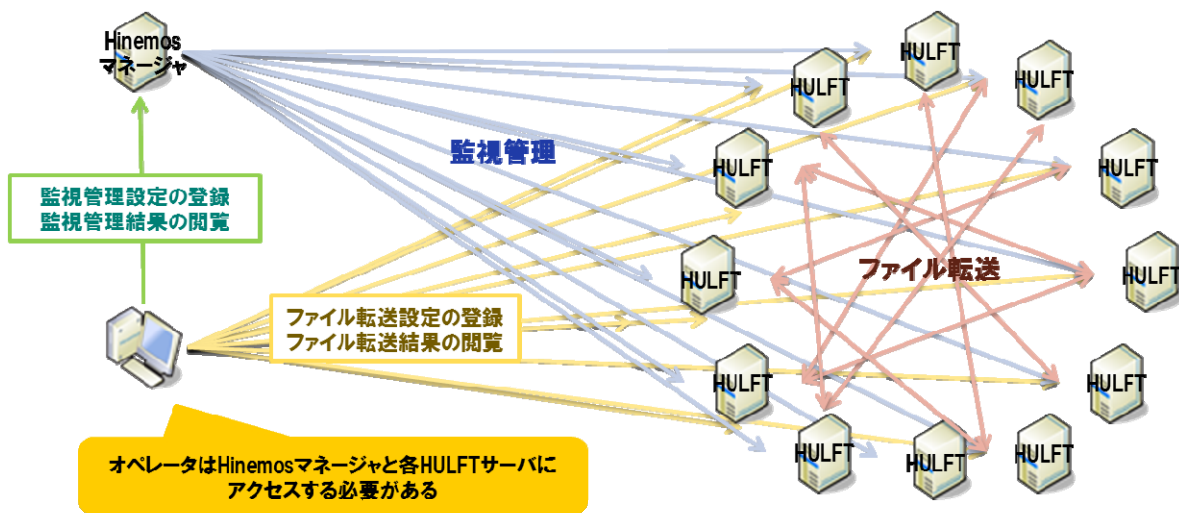 Hinemos
マネージャ
HULFT
HULFT
HULFT
HULFT
HULFT
HULFT
HULFT
HULFT
HULFT
HULFT
HULFT
HULFT
監視管理
監視管理設定の登録
監視管理結果の閲覧
ファイル転送
ファイル転送設定の登録
ファイル転送結果の閲覧
オペレータはHinemosマネージャと各HULFTサーバに
アクセスする必要がある